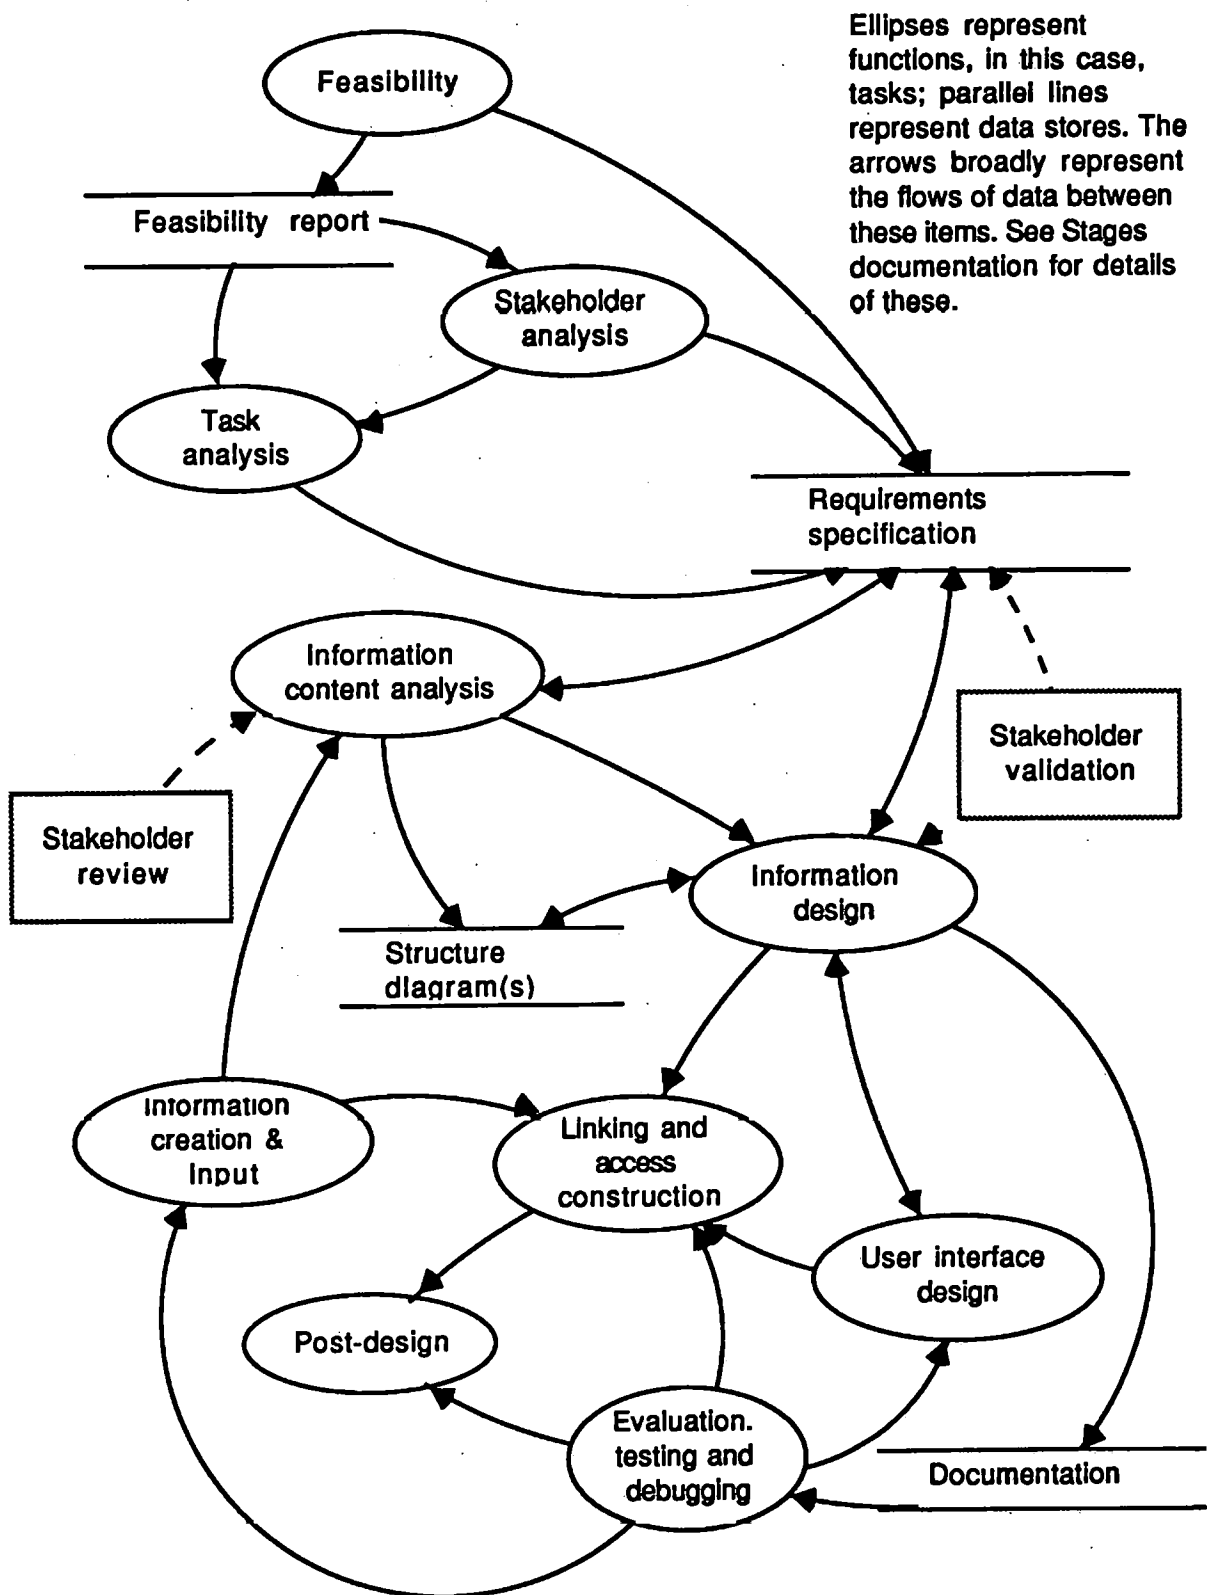 Ellipses represent
functions, in this case,
tasks; parallel lines
represent data stores. The
arrows broadly represent
the flows of data between
these items. See Stages
documentation for details
of these.
Feasibility
Feasibility report
Stakeholder
analysis
Task
analysis
Requirements
specification
Information
content analysis
Stakeholder
validation
Stakeholder
review
Information
design
Structure
diagram(s)
Information
creation &
Input
Linking and
access
construction
User interface
design
Post-design
Evaluation.
testing and
debugging
Documentation